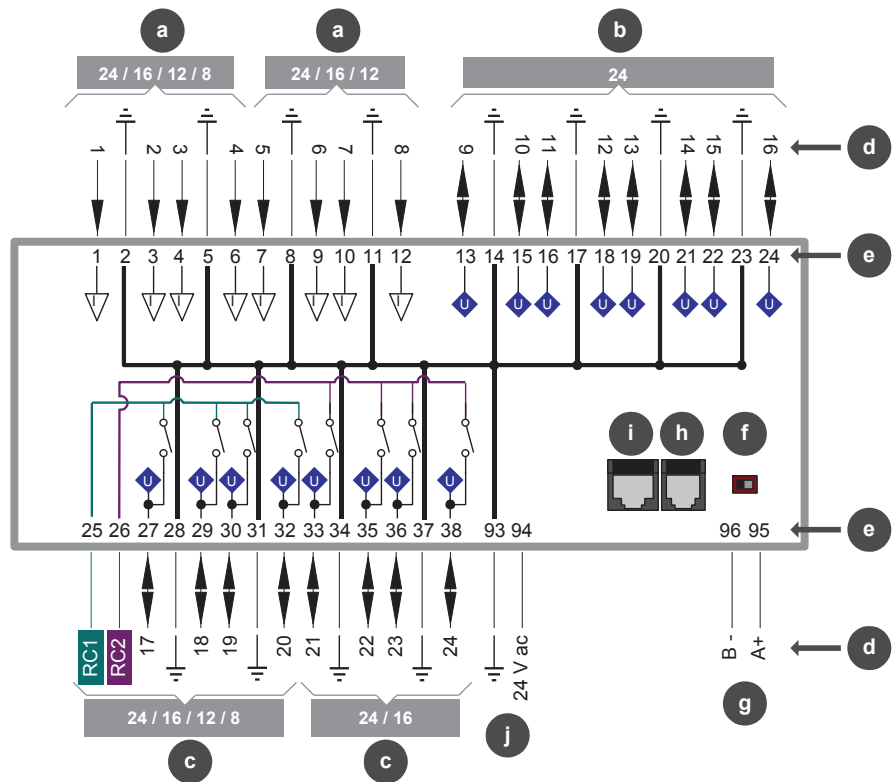 a a b
24 / 16 / 12 / 8 24 / 16 / 12 24
1 2 3 4 5 6 7 8 9 10 11 12 13 14 15 16 d
1 2 3 4 5 6 7 8 9 10 11 12 13 14 15 16 17 18 19 20 21 22 23 24 e
I I I I I I I I U U U U U U U U
i h f
U U U U U U U U
25 26 27 28 29 30 31 32 33 34 35 36 37 38 93 94 96 95 e
RC1 RC2 17 18 19 20 21 22 23 24 24 V ac B - A+ d
24 / 16 / 12 / 8 24 / 16
c c j g